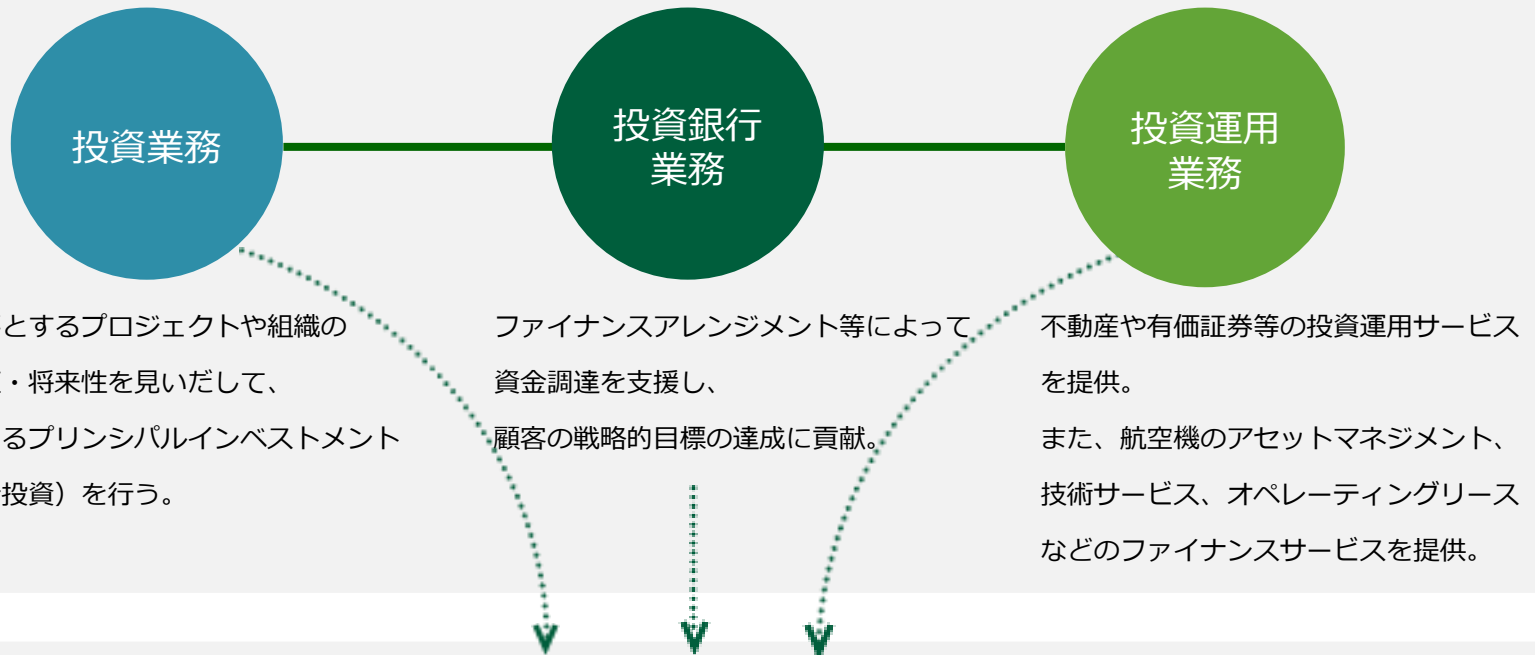 投資業務
投資銀行
業務
投資運用
業務
とするプロジェクトや組織の
・将来性を見いだして、
るプリンシパルインベストメント
投資）を行う。
ファイナンスアレンジメント等によって
資金調達を支援し、
顧客の戦略的目標の達成に貢献。
不動産や有価証券等の投資運用サービス
を提供。
また、航空機のアセットマネジメント、
技術サービス、オペレーティングリース
などのファイナンスサービスを提供。